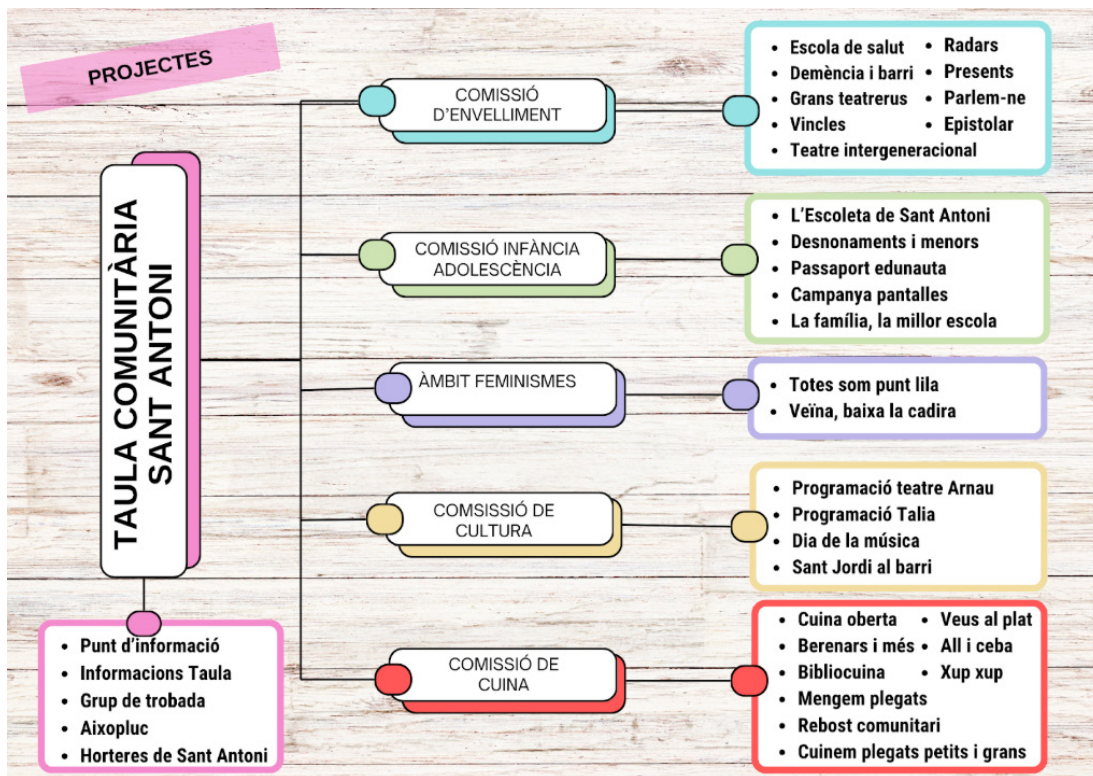 PROJECTES
TAULA COMUNITÀRIA
SANT ANTONI
Punt d'informació
Informacions Taula
Grup de trobada
Aixopluc
Horteres de Sant Antoni
COMISSIÓ
D'ENVELLIMENT
Escola de salut
Demència i barri
Grans teatrerus
Vincles
Teatre intergeneracional
Radars
Presents
Parlem-ne
Epistolar
COMISSIÓ INFÀNCIA
ADOLESCÈNCIA
L'Escoleta de Sant Antoni
Desnonaments i menors
Passaport edunauta
Campanya pantalles
La família, la millor escola
ÀMBIT FEMINISMES
Totes som punt lila
Veïna, baixa la cadira
COMSISSIÓ DE
CULTURA
Programació teatre Arnau
Programació Talia
Dia de la música
Sant Jordi al barri
COMISSIÓ DE
CUINA
Cuina oberta
Berenars i més
Bibliocuina
Mengem plegats
Rebost comunitari
Cuinem plegats petits i grans
Veus al plat
All i ceba
Xup xup